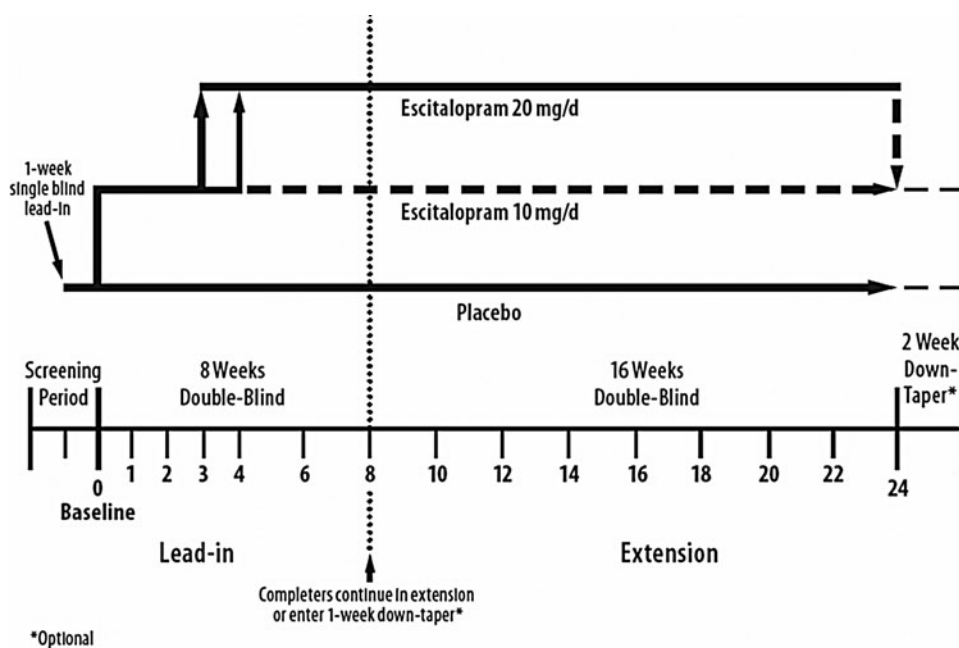 Escitalopram 20 mg/d
1-week
single blind
lead-in
Escitalopram 10 mg/d
Placebo
Screening
Period
8 Weeks
Double-Blind
16 Weeks
Double-Blind
2 Week
Down-
Taper*
0 1 2 3 4 6 8 10 12 14 16 18 20 22 24
Baseline
Lead-in
Extension
Completers continue in extension
or enter 1-week down-taper*
*Optional